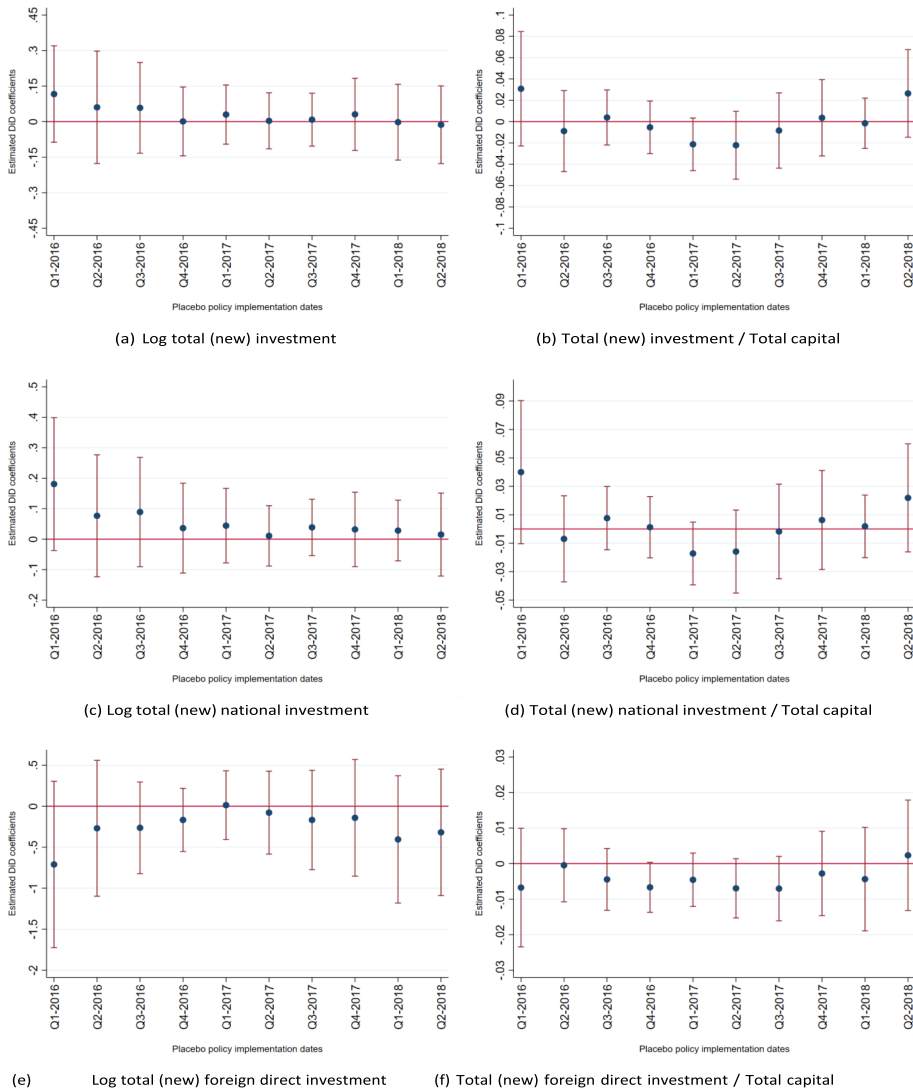 Estimated DiD coefficients
.45
.3
.15
0
-.15
-.3
-.45
Q1-2016
Q2-2016
Q3-2016
Q4-2016
Q1-2017
Q2-2017
Q3-2017
Q4-2017
Q1-2018
Q2-2018
Placebo policy implementation dates
(a) Log total (new) investment
Estimated DiD coefficients
.1
.08
.06
.04
.02
0
-.02
-.04
-.06
-.08
-.1
Q1-2016
Q2-2016
Q3-2016
Q4-2016
Q1-2017
Q2-2017
Q3-2017
Q4-2017
Q1-2018
Q2-2018
Placebo policy implementation dates
(b) Total (new) investment / Total capital
Estimated DiD coefficients
.5
.4
.3
.2
.1
0
-.1
-.2
Q1-2016
Q2-2016
Q3-2016
Q4-2016
Q1-2017
Q2-2017
Q3-2017
Q4-2017
Q1-2018
Q2-2018
Placebo policy implementation dates
(c) Log total (new) national investment
Estimated DiD coefficients
.09
.07
.05
.03
.01
-.01
-.03
-.05
Q1-2016
Q2-2016
Q3-2016
Q4-2016
Q1-2017
Q2-2017
Q3-2017
Q4-2017
Q1-2018
Q2-2018
Placebo policy implementation dates
(d) Total (new) national investment / Total capital
Estimated DiD coefficients
.5
0
-.5
-1
-1.5
-2
Q1-2016
Q2-2016
Q3-2016
Q4-2016
Q1-2017
Q2-2017
Q3-2017
Q4-2017
Q1-2018
Q2-2018
Placebo policy implementation dates
(e) Log total (new) foreign direct investment
Estimated DiD coefficients
.03
.02
.01
0
-.01
-.02
-.03
Q1-2016
Q2-2016
Q3-2016
Q4-2016
Q1-2017
Q2-2017
Q3-2017
Q4-2017
Q1-2018
Q2-2018
Placebo policy implementation dates
(f) Total (new) foreign direct investment / Total capital